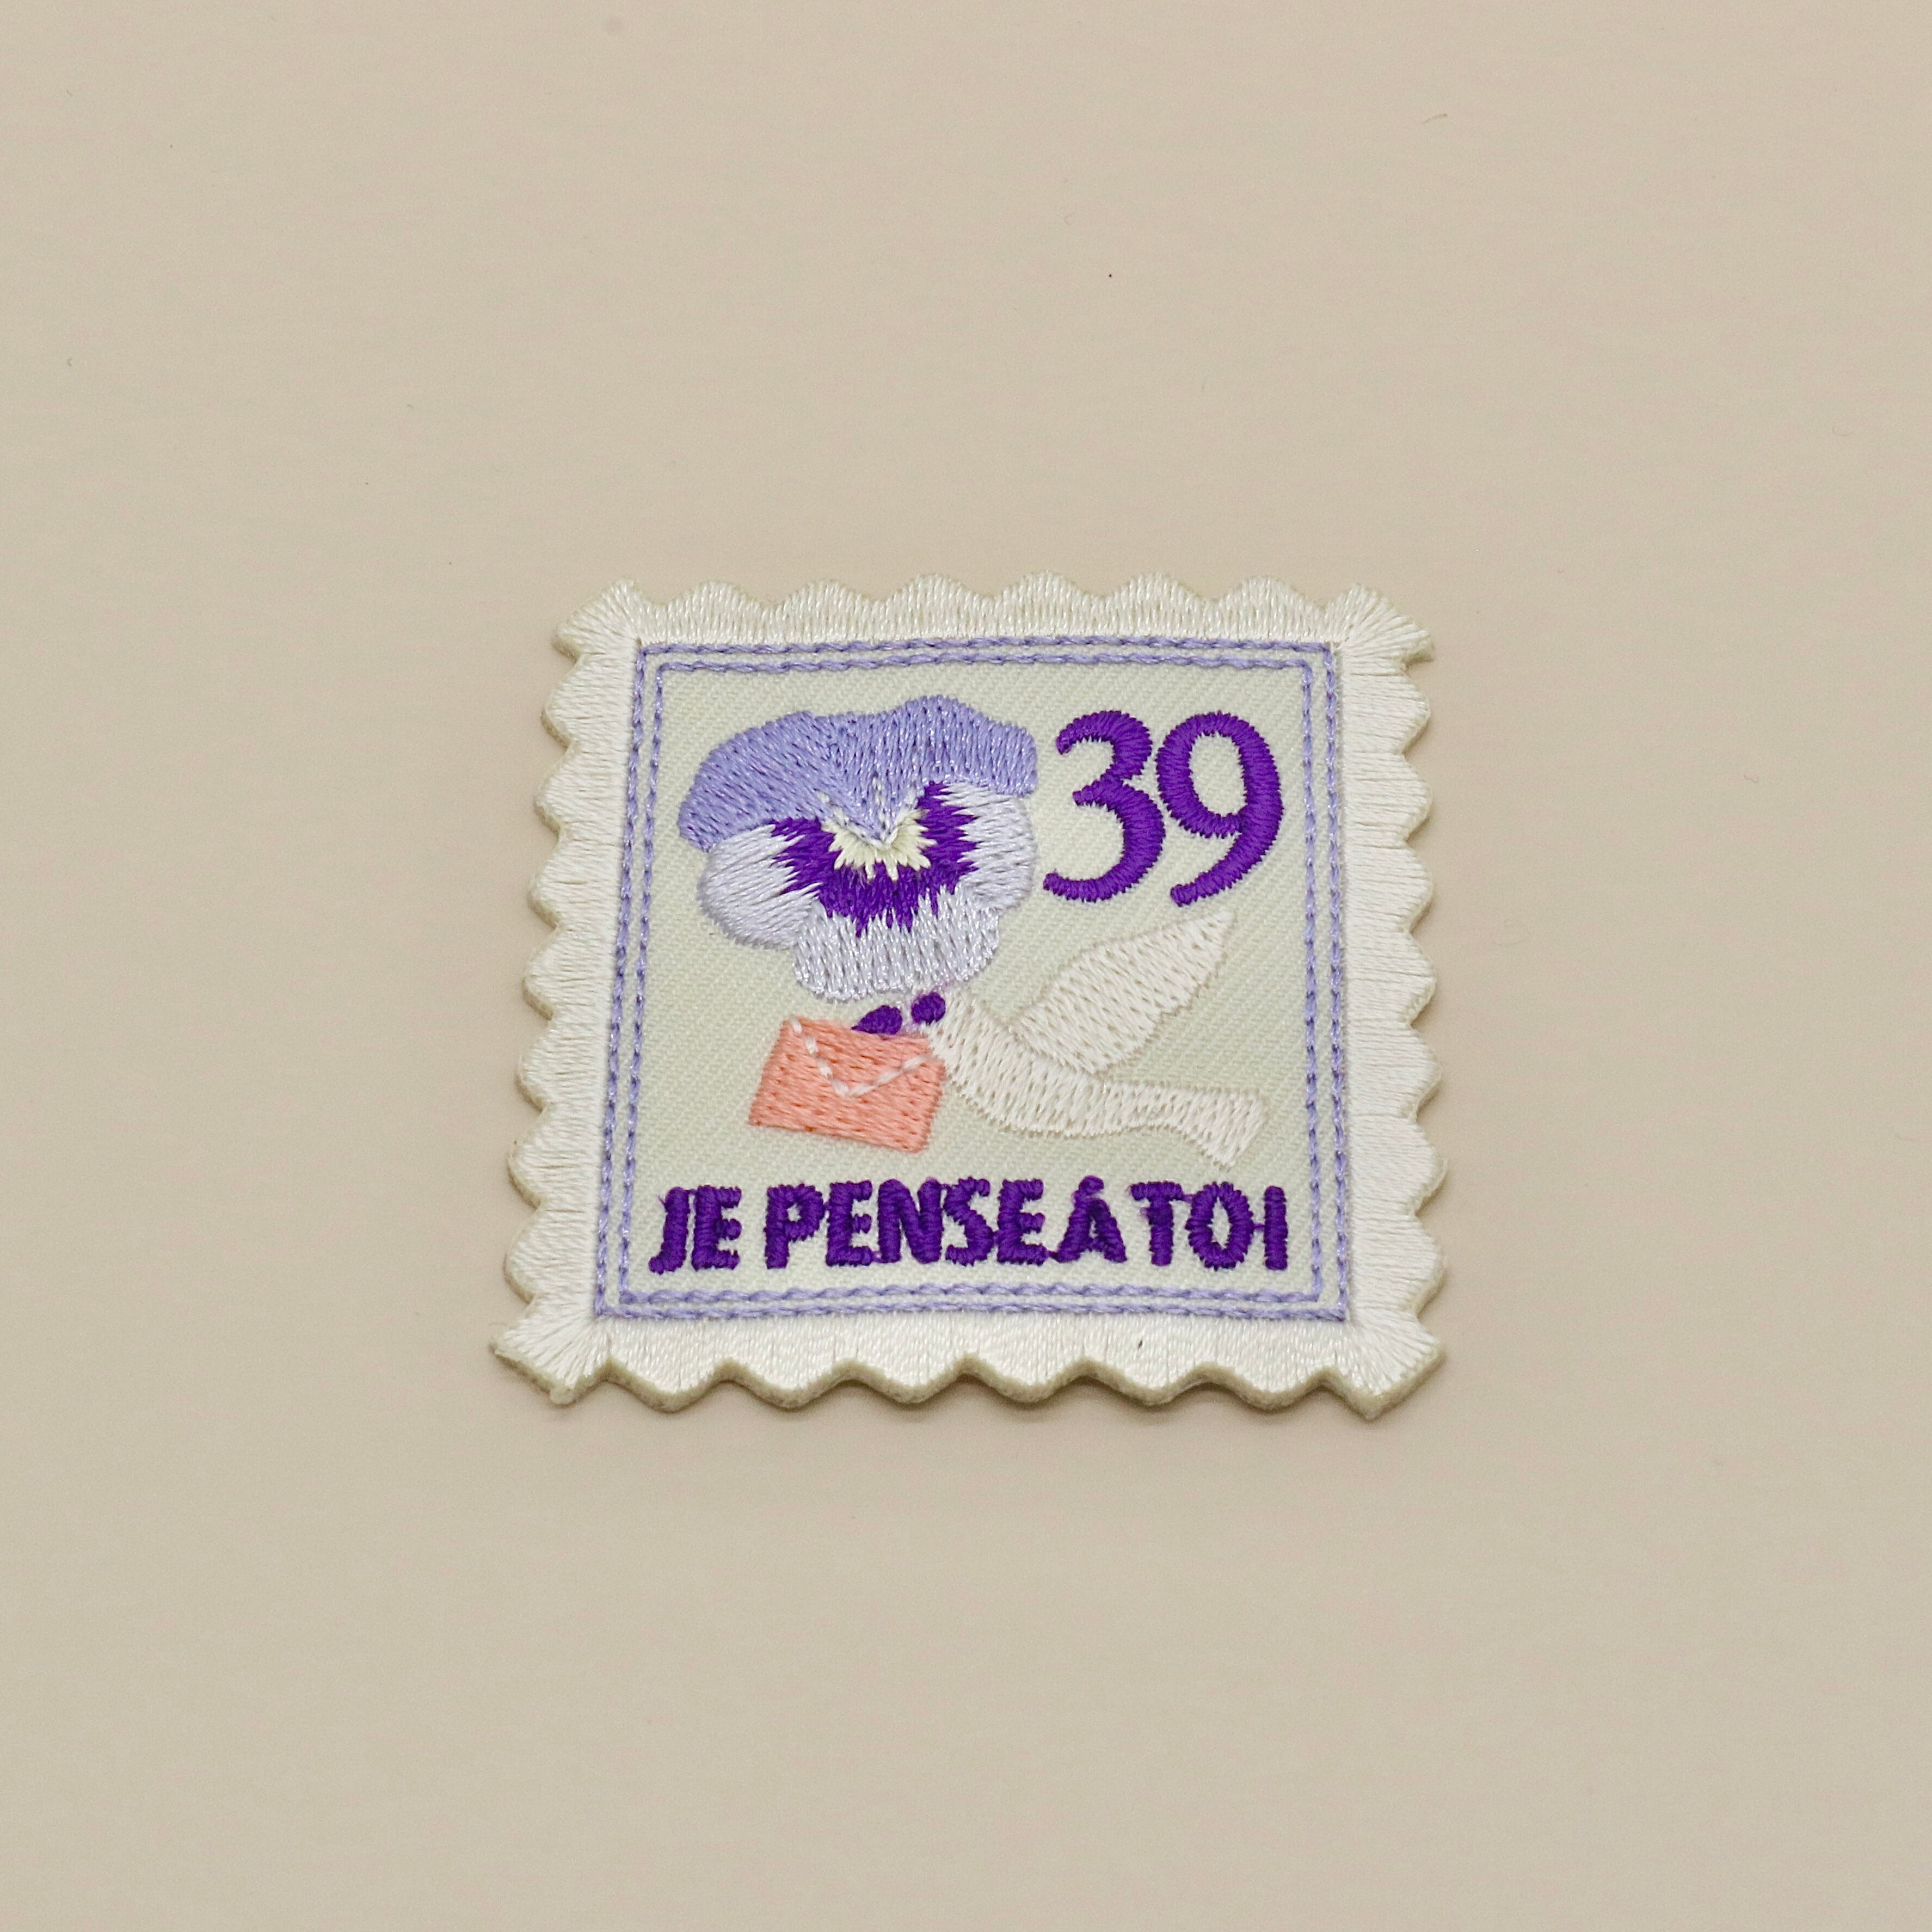 39
JE PENSE Á TOI